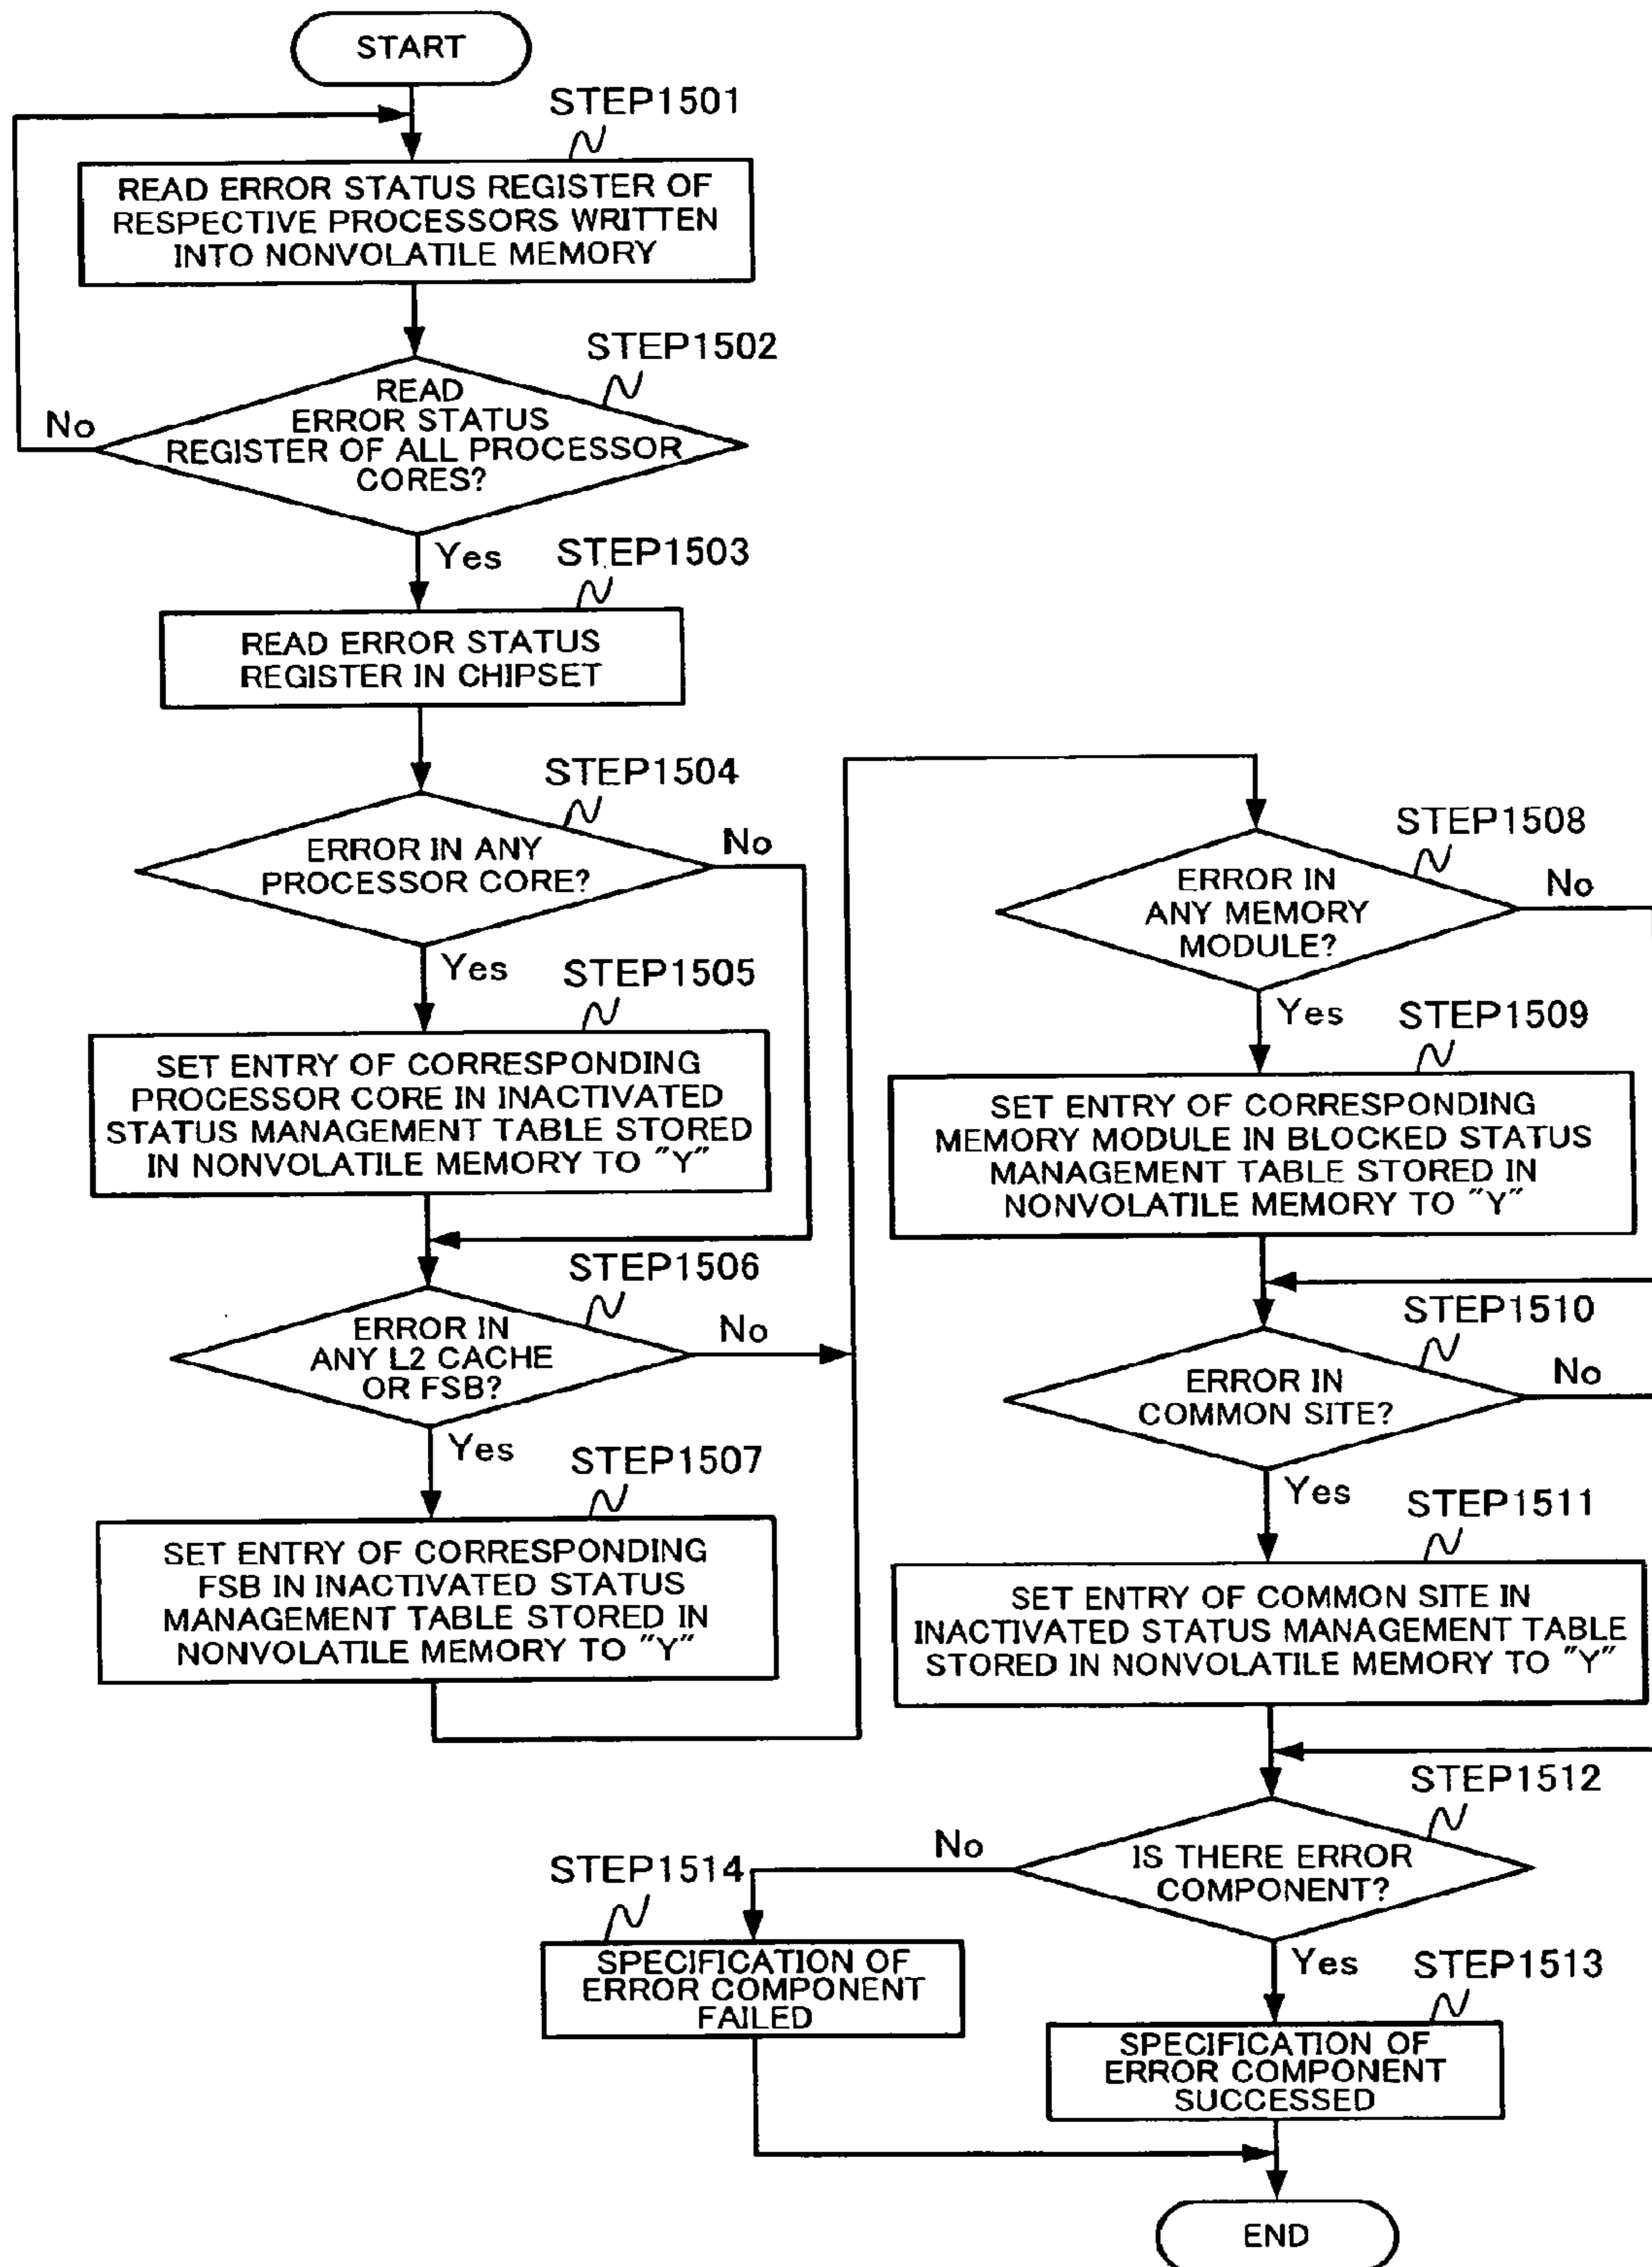 START
STEP1501
READ ERROR STATUS REGISTER OF
RESPECTIVE PROCESSORS WRITTEN
INTO NONVOLATILE MEMORY
STEP1502
READ
ERROR STATUS
REGISTER OF ALL PROCESSOR
CORES?
No
Yes
STEP1503
READ ERROR STATUS
REGISTER IN CHIPSET
STEP1504
ERROR IN ANY
PROCESSOR CORE?
No
Yes
STEP1505
SET ENTRY OF CORRESPONDING
PROCESSOR CORE IN INACTIVATED
STATUS MANAGEMENT TABLE STORED
IN NONVOLATILE MEMORY TO "Y"
STEP1506
ERROR IN
ANY L2 CACHE
OR FSB?
No
Yes
STEP1507
SET ENTRY OF CORRESPONDING
FSB IN INACTIVATED STATUS
MANAGEMENT TABLE STORED IN
NONVOLATILE MEMORY TO "Y"
STEP1508
ERROR IN
ANY MEMORY
MODULE?
No
Yes
STEP1509
SET ENTRY OF CORRESPONDING
MEMORY MODULE IN BLOCKED STATUS
MANAGEMENT TABLE STORED IN
NONVOLATILE MEMORY TO "Y"
STEP1510
ERROR IN
COMMON SITE?
No
Yes
STEP1511
SET ENTRY OF COMMON SITE IN
INACTIVATED STATUS MANAGEMENT TABLE
STORED IN NONVOLATILE MEMORY TO "Y"
STEP1512
IS THERE ERROR
COMPONENT?
No
Yes
STEP1514
SPECIFICATION OF
ERROR COMPONENT
FAILED
STEP1513
SPECIFICATION OF
ERROR COMPONENT
SUCCESSED
END